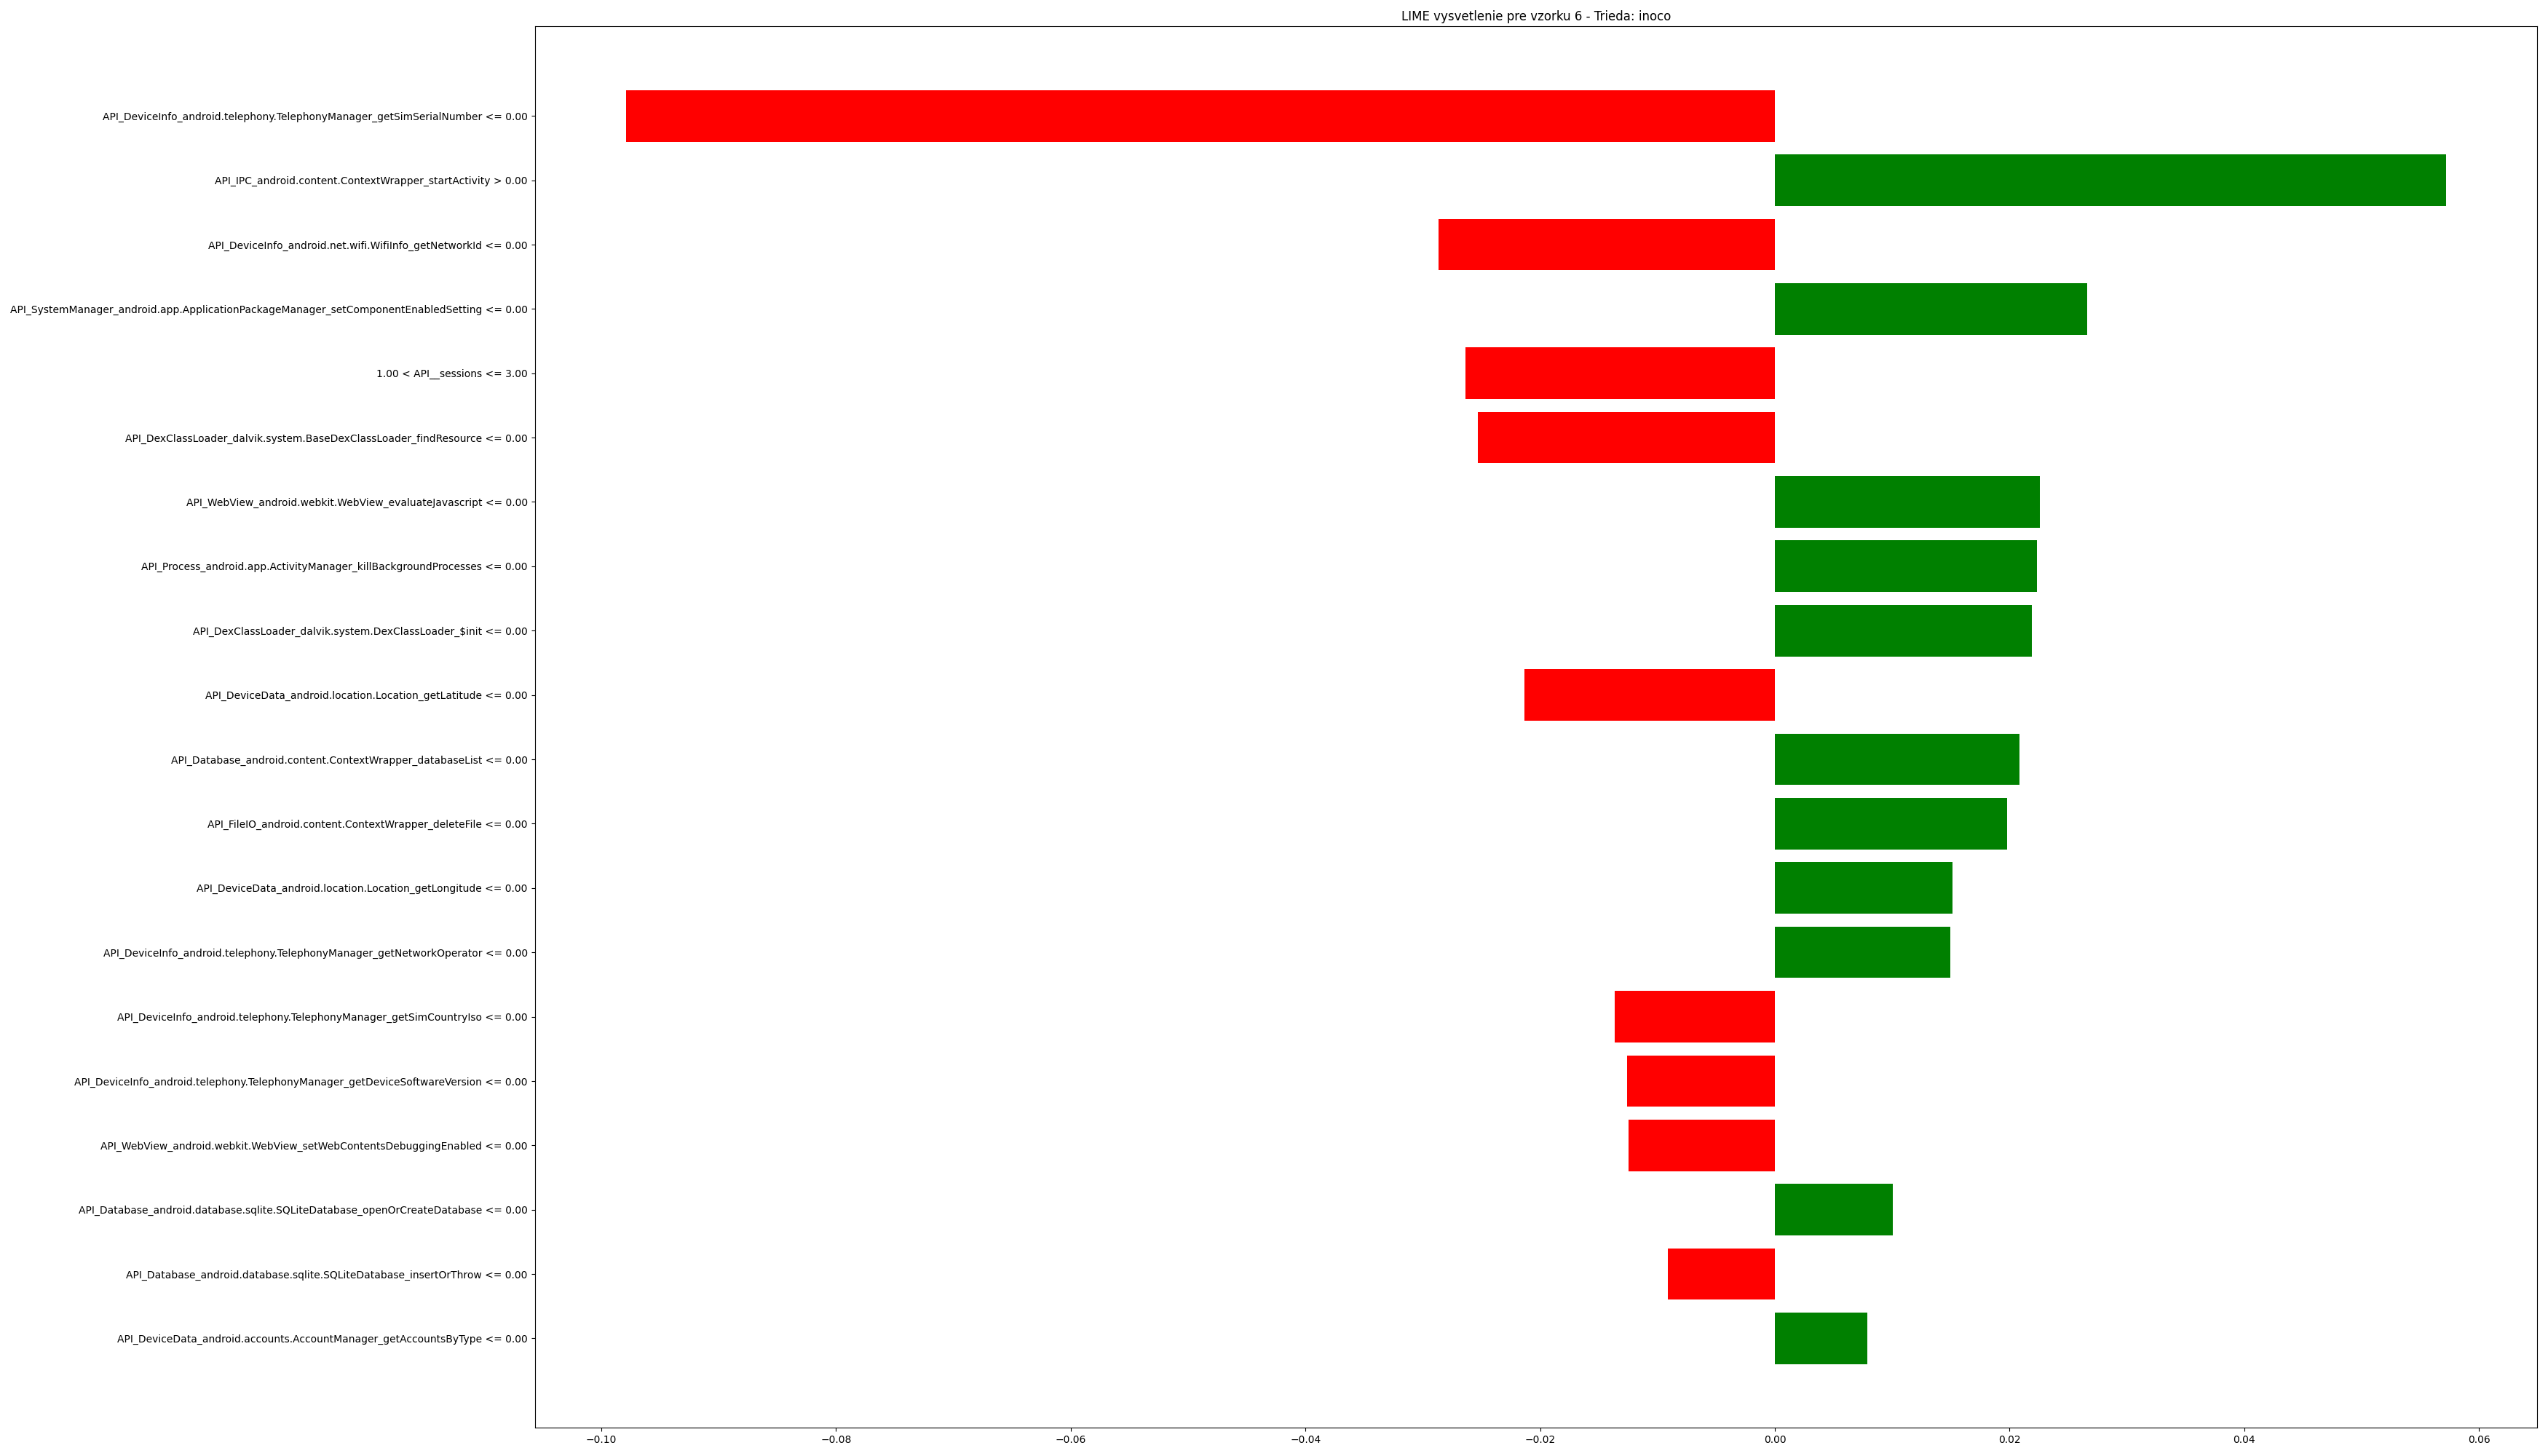 LIME vysvetlenie pre vzorku 6 - Trieda: inoco
API_DeviceInfo_android.telephony.TelephonyManager_getSimSerialNumber <= 0.00
API_IPC_android.content.ContextWrapper_startActivity > 0.00
API_DeviceInfo_android.net.wifi.WifiInfo_getNetworkId <= 0.00
API_SystemManager_android.app.ApplicationPackageManager_setComponentEnabledSetting <= 0.00
1.00 < API__sessions <= 3.00
API_DexClassLoader_dalvik.system.BaseDexClassLoader_findResource <= 0.00
API_WebView_android.webkit.WebView_evaluateJavascript <= 0.00
API_Process_android.app.ActivityManager_killBackgroundProcesses <= 0.00
API_DexClassLoader_dalvik.system.DexClassLoader_$init <= 0.00
API_DeviceData_android.location.Location_getLatitude <= 0.00
API_Database_android.content.ContextWrapper_databaseList <= 0.00
API_FileIO_android.content.ContextWrapper_deleteFile <= 0.00
API_DeviceData_android.location.Location_getLongitude <= 0.00
API_DeviceInfo_android.telephony.TelephonyManager_getNetworkOperator <= 0.00
API_DeviceInfo_android.telephony.TelephonyManager_getSimCountryIso <= 0.00
API_DeviceInfo_android.telephony.TelephonyManager_getDeviceSoftwareVersion <= 0.00
API_WebView_android.webkit.WebView_setWebContentsDebuggingEnabled <= 0.00
API_Database_android.database.sqlite.SQLiteDatabase_openOrCreateDatabase <= 0.00
API_Database_android.database.sqlite.SQLiteDatabase_insertOrThrow <= 0.00
API_DeviceData_android.accounts.AccountManager_getAccountsByType <= 0.00
−0.10 −0.08 −0.06 −0.04 −0.02 0.00 0.02 0.04 0.06